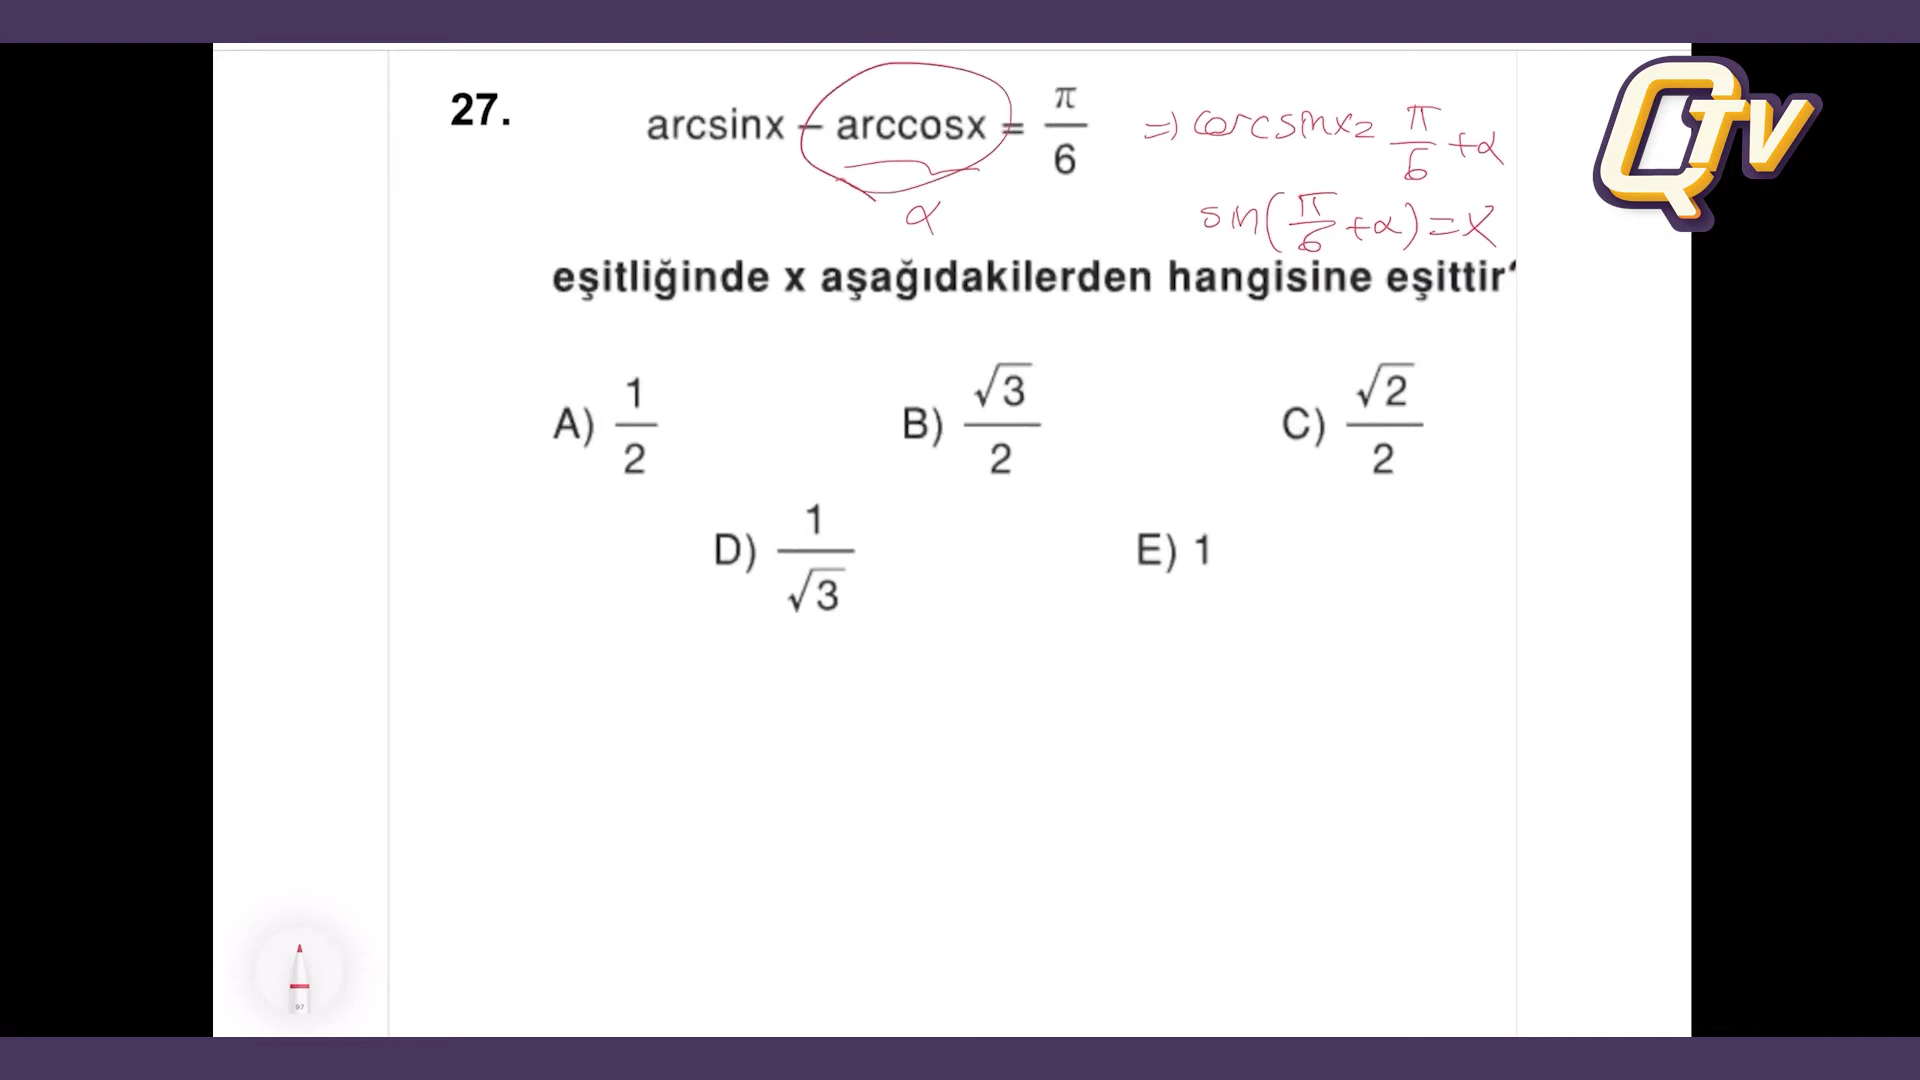 QTV
27. arcsinx – arccosx = π/6 ⇒ arcsinx = π/6 + α
α
sin(π/6 + α) = x
eşitliğinde x aşağıdakilerden hangisine eşittir
A) 1/2 B) √3/2 C) √2/2
D) 1/√3 E) 1
97